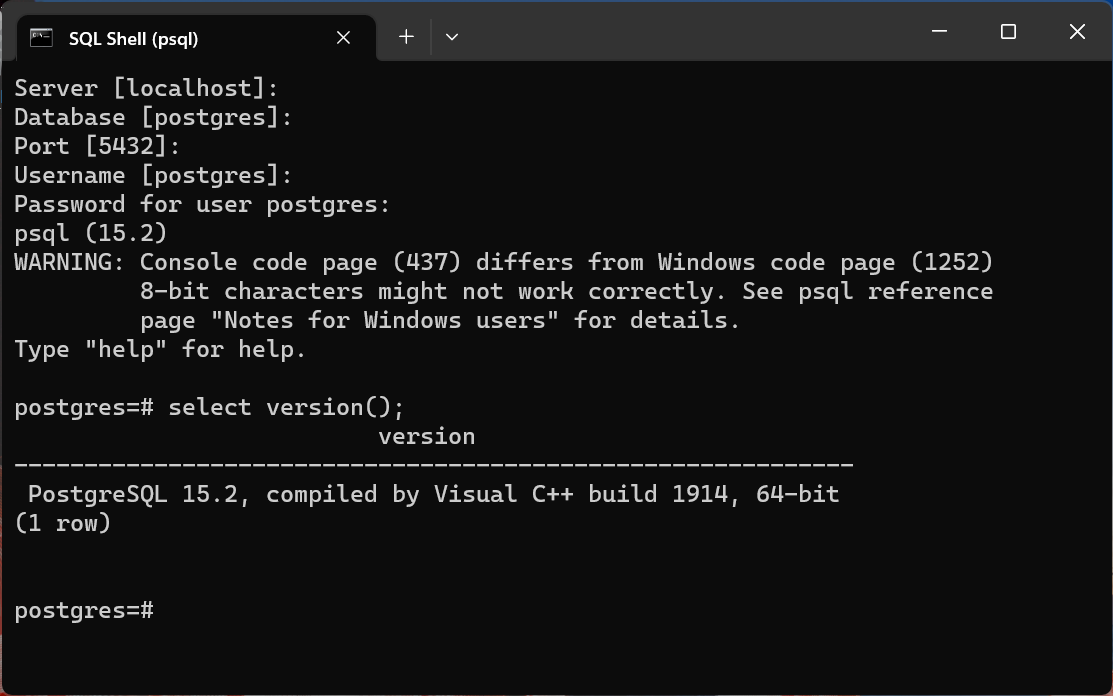 SQL Shell (psql)
Server [localhost]:
Database [postgres]:
Port [5432]:
Username [postgres]:
Password for user postgres:
psql (15.2)
WARNING: Console code page (437) differs from Windows code page (1252)
         8-bit characters might not work correctly. See psql reference
         page "Notes for Windows users" for details.
Type "help" for help.

postgres=# select version();
                          version
------------------------------------------------------------
 PostgreSQL 15.2, compiled by Visual C++ build 1914, 64-bit
(1 row)


postgres=#